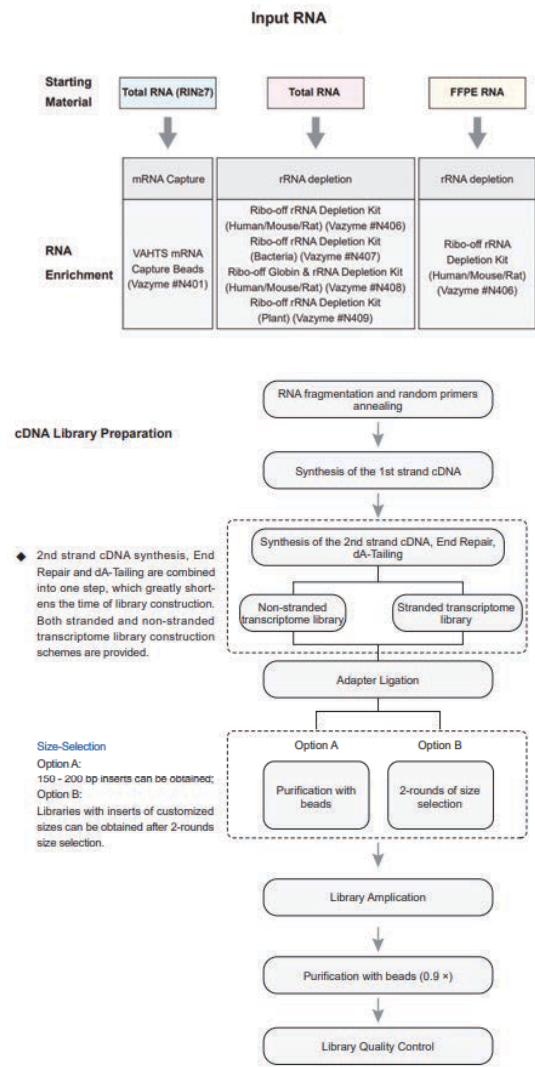 Input RNA
Starting
Material
Total RNA (RIN≥7)
Total RNA
FFPE RNA
mRNA Capture
rRNA depletion
rRNA depletion
RNA
Enrichment
VAHTS mRNA
Capture Beads
(Vazyme #N401)
Ribo-off rRNA Depletion Kit
(Human/Mouse/Rat) (Vazyme #N406)
Ribo-off rRNA Depletion Kit
(Bacteria) (Vazyme #N407)
Ribo-off Globin & rRNA Depletion Kit
(Human/Mouse/Rat) (Vazyme #N408)
Ribo-off rRNA Depletion Kit
(Plant) (Vazyme #N409)
Ribo-off rRNA
Depletion Kit
(Human/Mouse/Rat)
(Vazyme #N406)
RNA fragmentation and random primers
annealing
cDNA Library Preparation
Synthesis of the 1st strand cDNA
◆ 2nd strand cDNA synthesis, End
Repair and dA-Tailing are combined
into one step, which greatly short-
ens the time of library construction.
Both stranded and non-stranded
transcriptome library construction
schemes are provided.
Synthesis of the 2nd strand cDNA, End Repair,
dA-Tailing
Non-stranded
transcriptome library
Stranded transcriptome
library
Adapter Ligation
Size-Selection
Option A:
150 - 200 bp inserts can be obtained;
Option B:
Libraries with inserts of customized
sizes can be obtained after 2-rounds
size selection.
Option A
Option B
Purification with
beads
2-rounds of size
selection
Library Amplication
Purification with beads (0.9 ×)
Library Quality Control